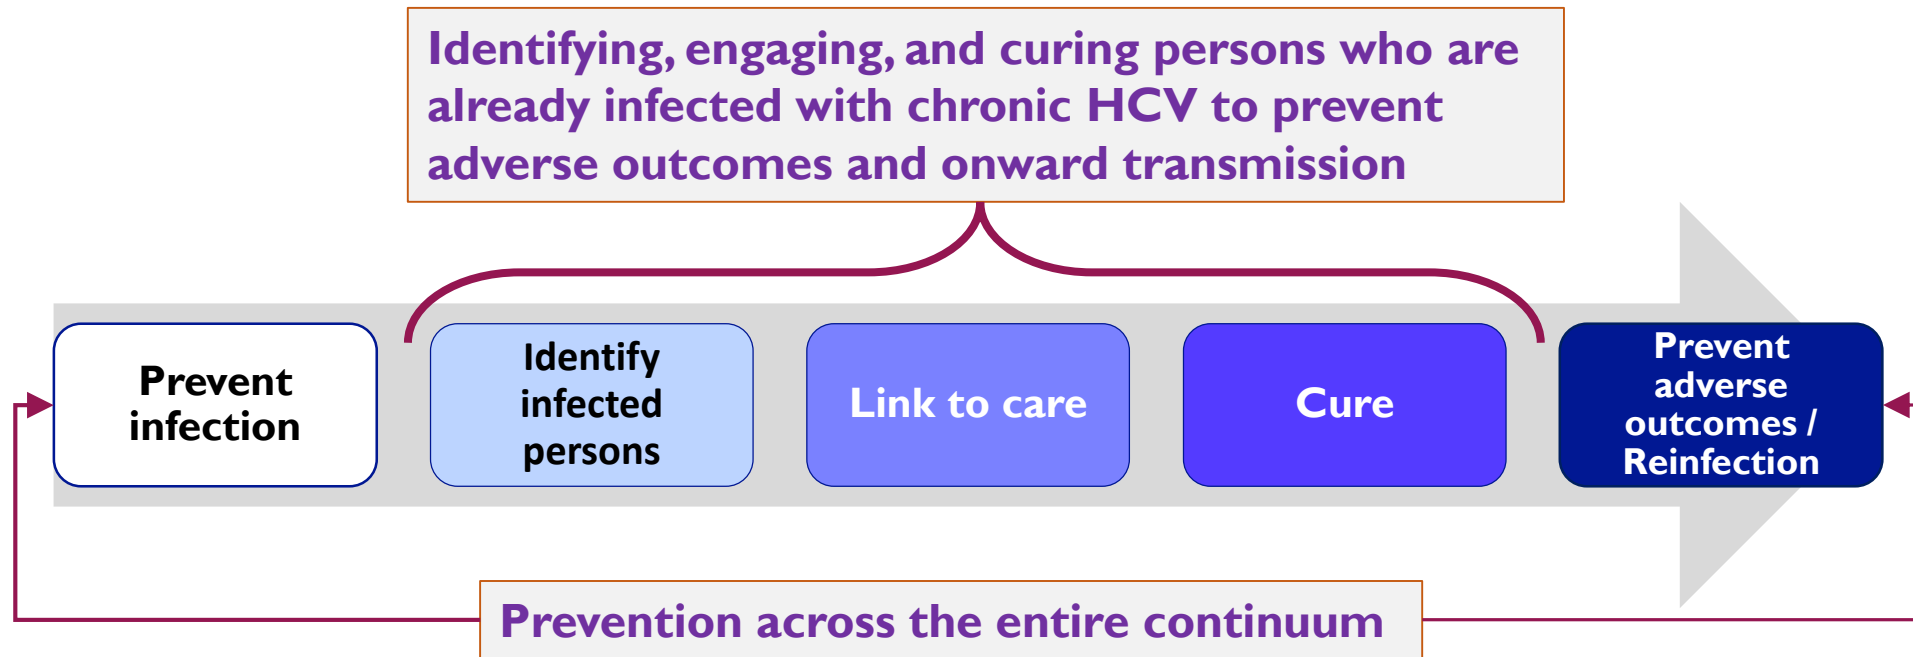 Identifying, engaging, and curing persons who are
already infected with chronic HCV to prevent
adverse outcomes and onward transmission
Prevent
infection
Identify
infected
persons
Link to care
Cure
Prevent
adverse
outcomes /
Reinfection
Prevention across the entire continuum